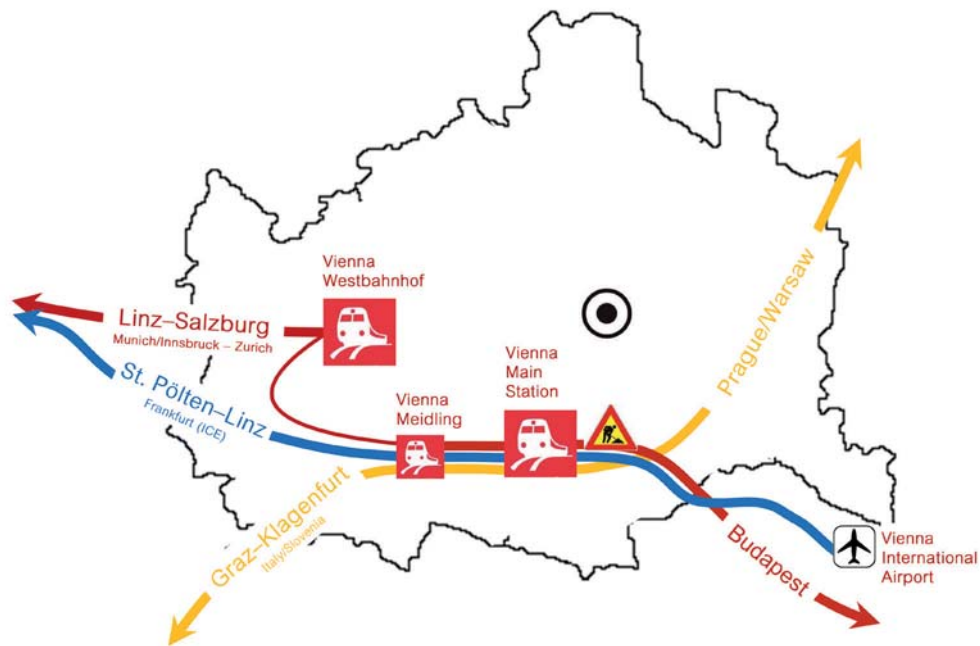 Vienna
Westbahnhof
Linz–Salzburg
Munich/Innsbruck – Zurich
St. Pölten–Linz
Frankfurt (ICE)
Vienna
Meidling
Vienna
Main
Station
Prague/Warsaw
Graz–Klagenfurt
Italy/Slovenia
Budapest
Vienna
International
Airport